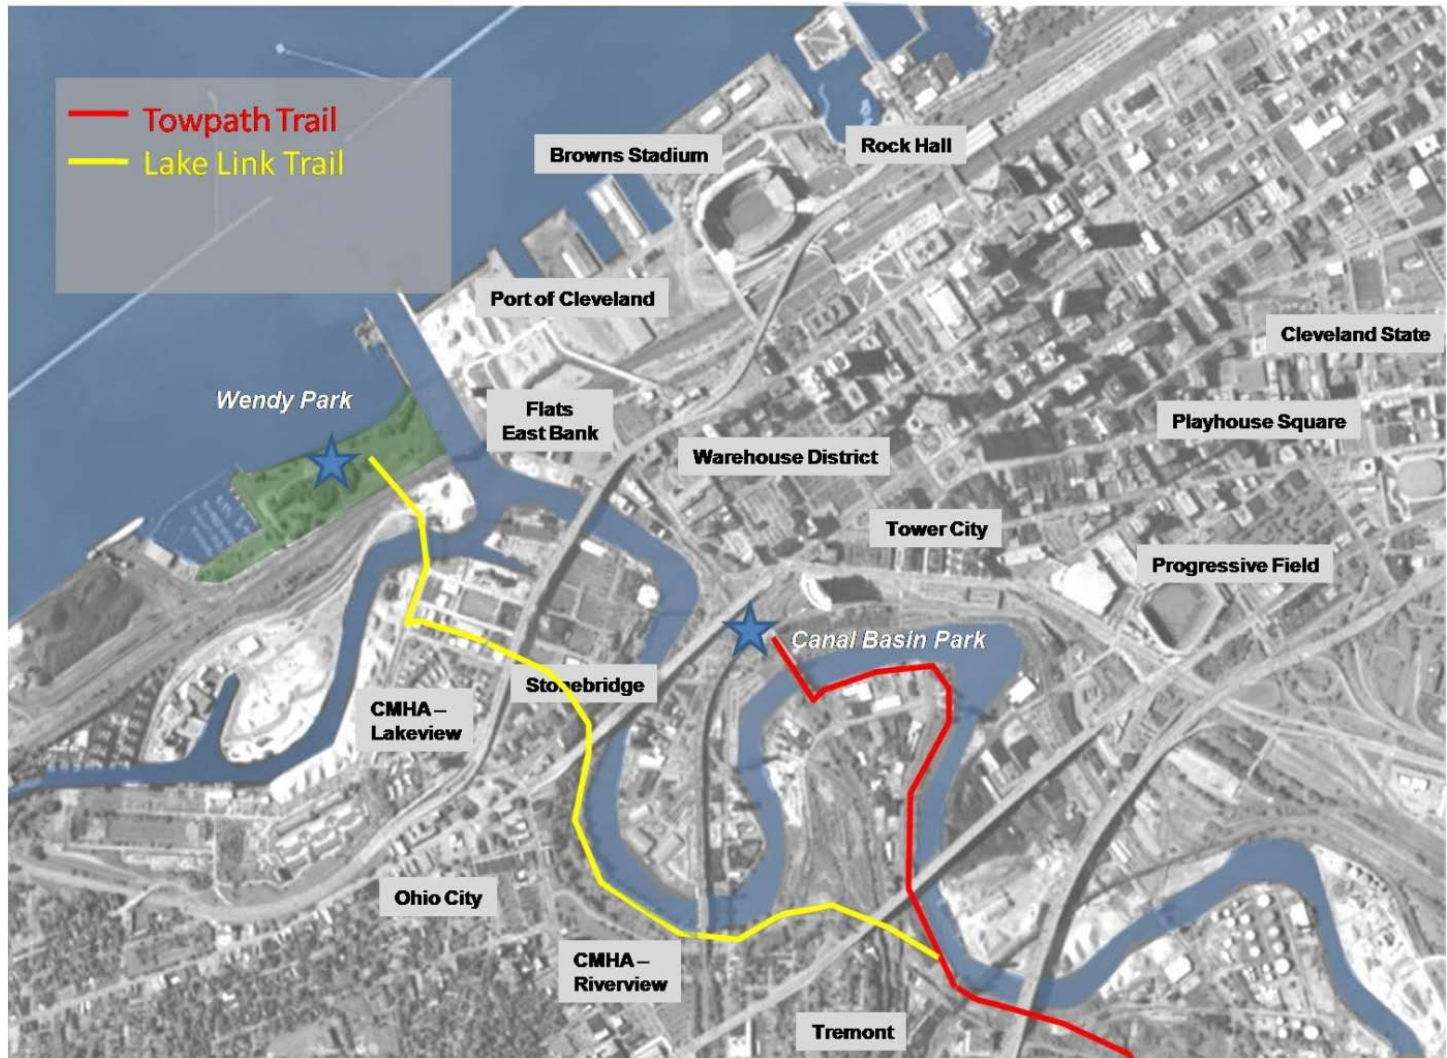 Towpath Trail
Lake Link Trail
Browns Stadium
Rock Hall
Port of Cleveland
Cleveland State
Wendy Park
Flats
East Bank
Playhouse Square
Warehouse District
Tower City
Progressive Field
Canal Basin Park
Stonebridge
CMHA –
Lakeview
Ohio City
CMHA –
Riverview
Tremont